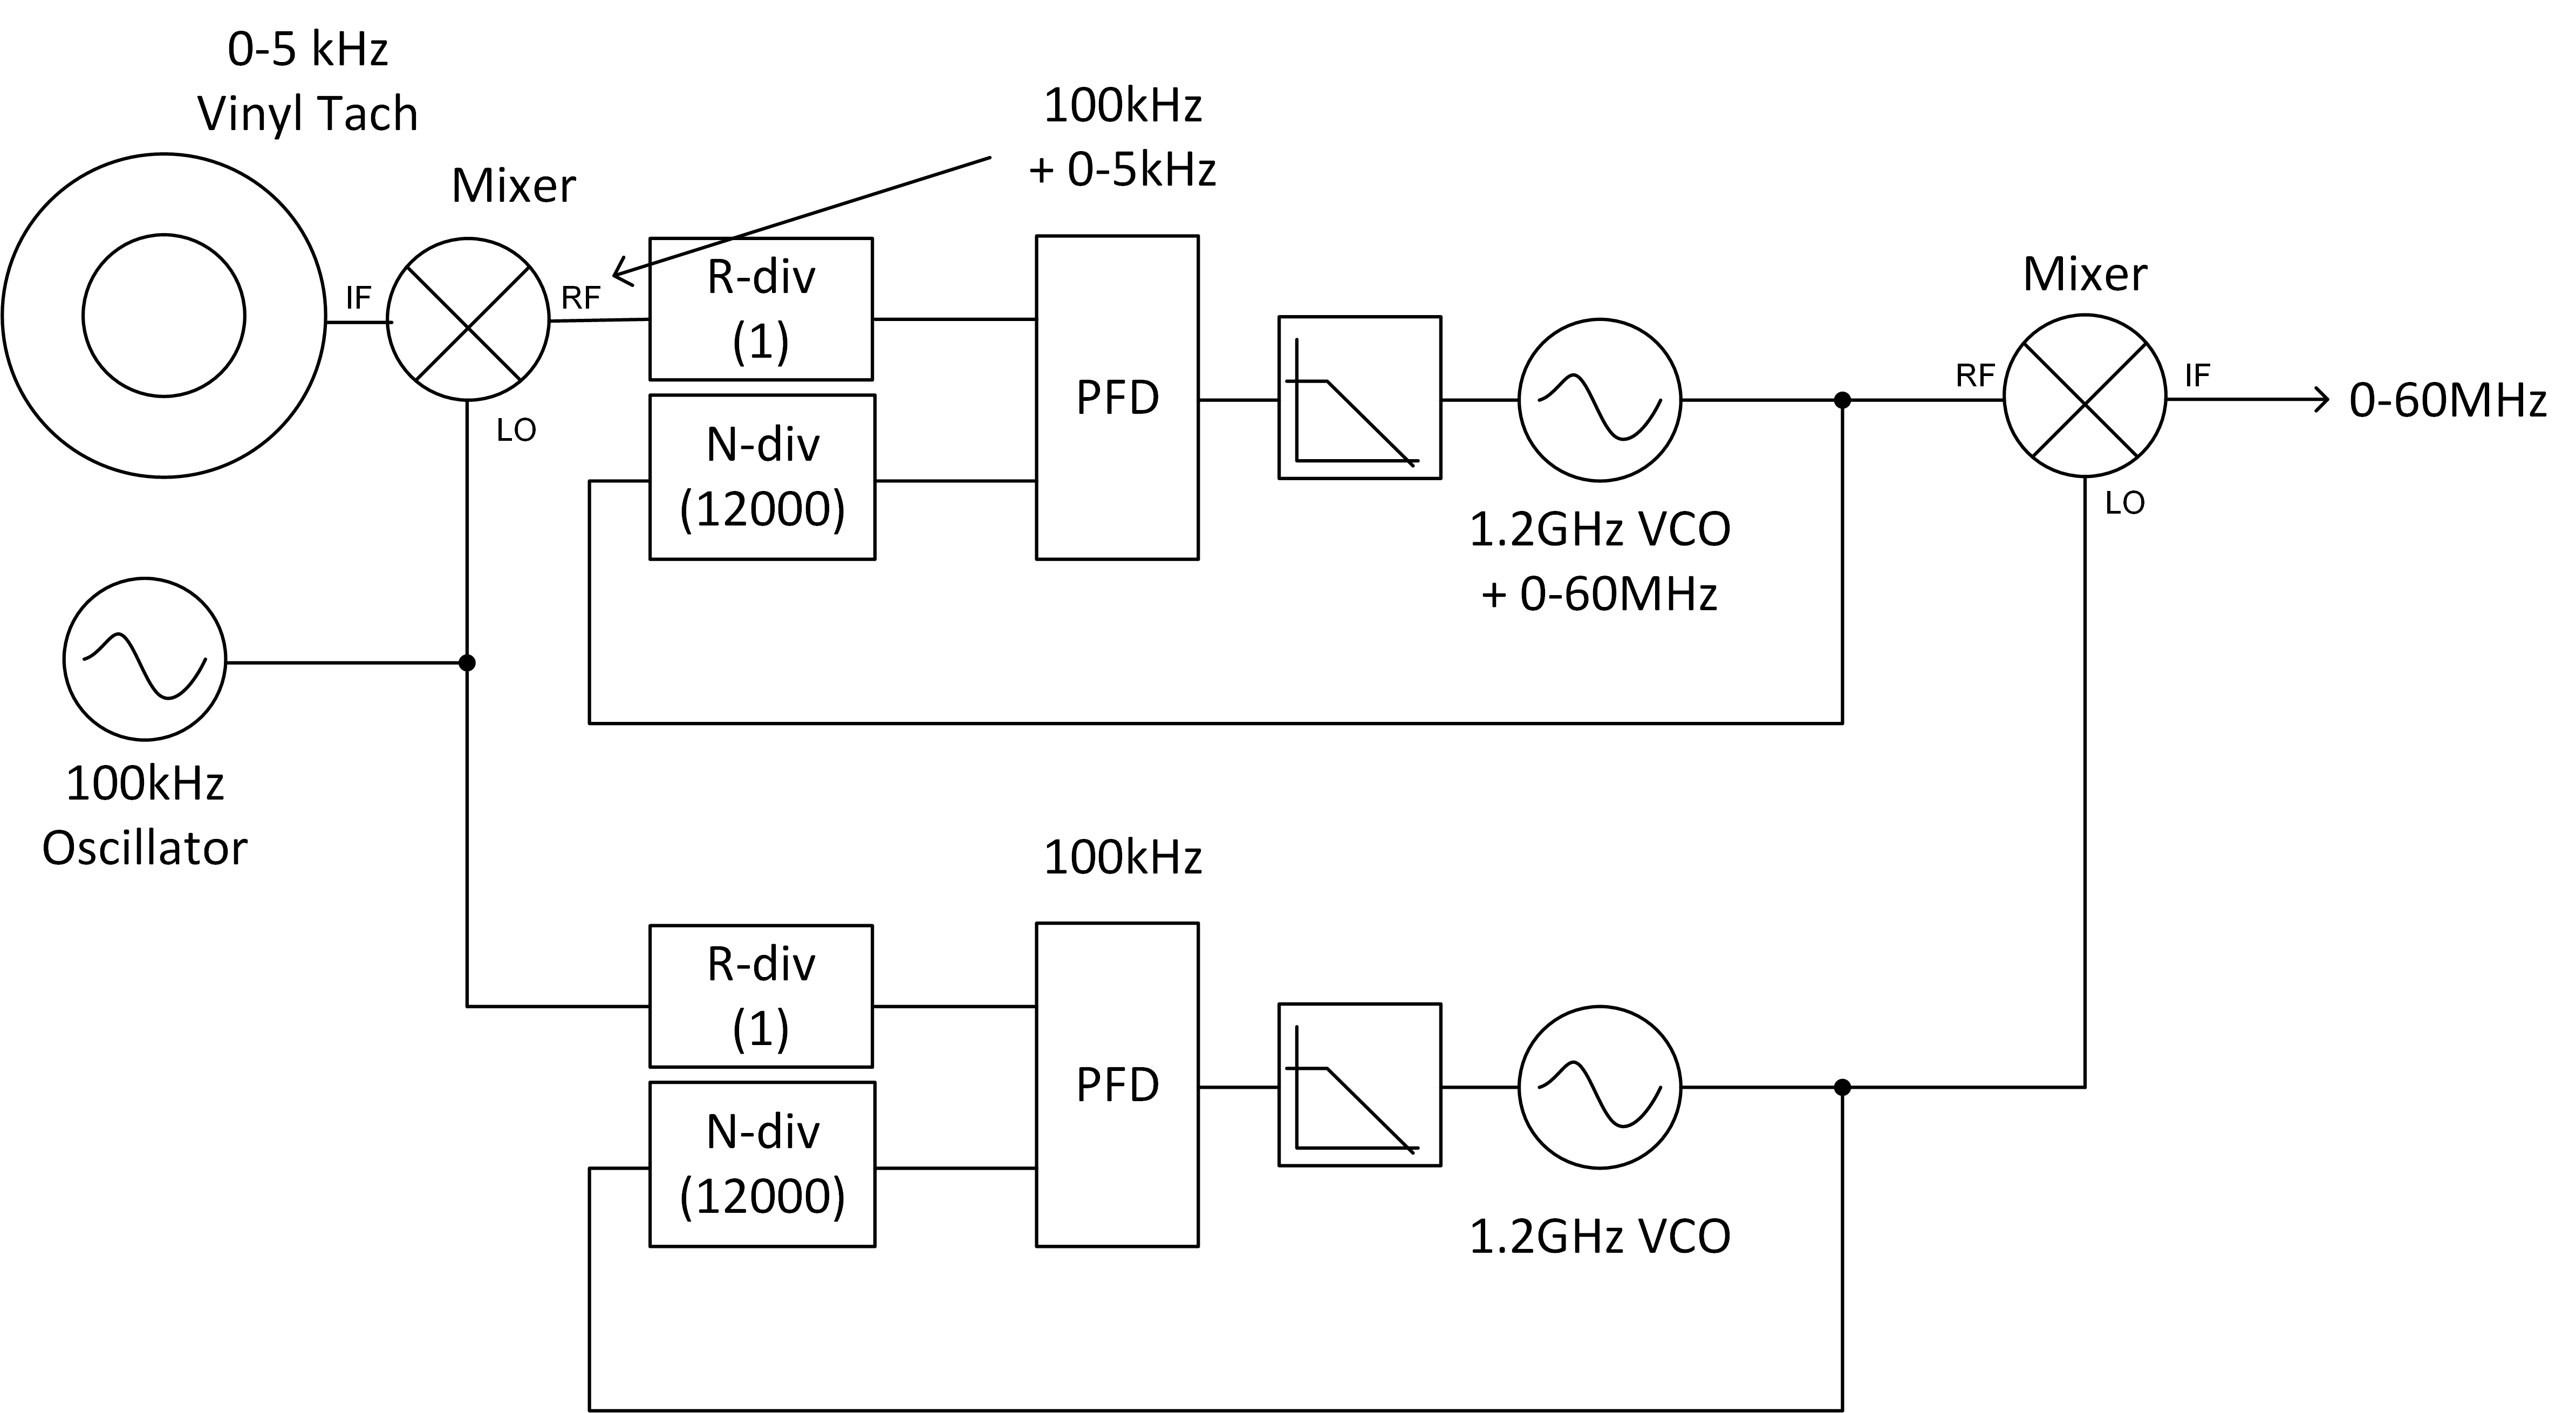 0-5 kHz
Vinyl Tach
Mixer
IF
RF
LO
100kHz
+ 0-5kHz
R-div
(1)
N-div
(12000)
PFD
1.2GHz VCO
+ 0-60MHz
Mixer
RF
IF
LO
0-60MHz
100kHz
Oscillator
100kHz
R-div
(1)
N-div
(12000)
PFD
1.2GHz VCO